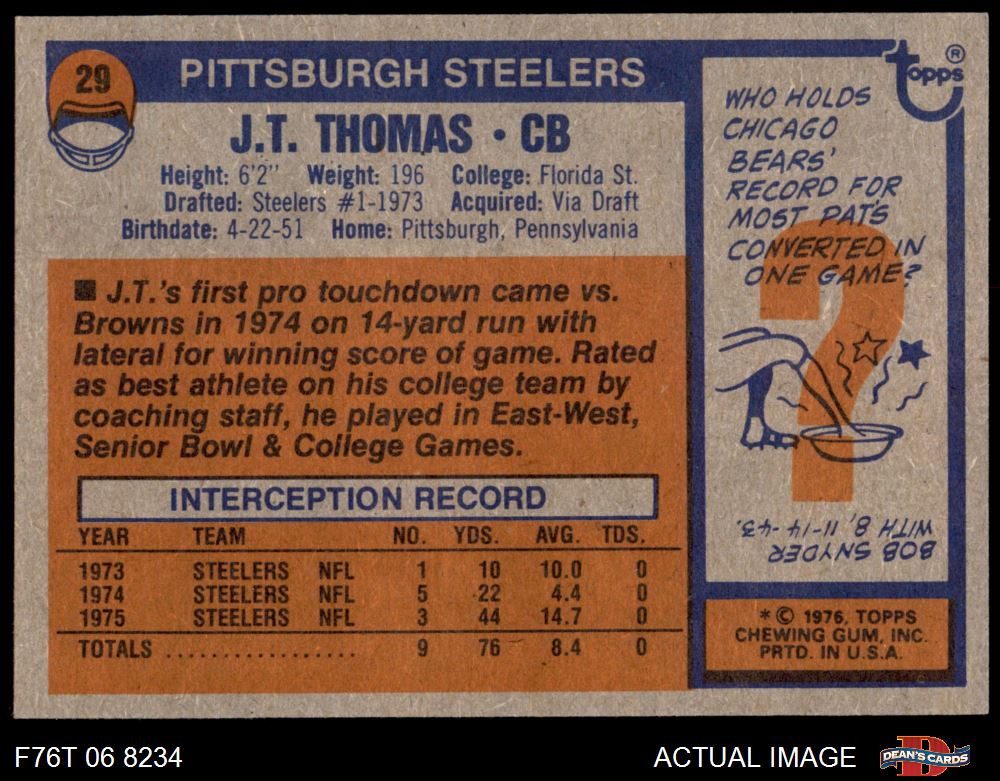 29
PITTSBURGH STEELERS
J.T. THOMAS • CB
Height: 6'2" Weight: 196 College: Florida St.
Drafted: Steelers #1-1973 Acquired: Via Draft
Birthdate: 4-22-51 Home: Pittsburgh, Pennsylvania
■ J.T.'s first pro touchdown came vs.
Browns in 1974 on 14-yard run with
lateral for winning score of game. Rated
as best athlete on his college team by
coaching staff, he played in East-West,
Senior Bowl & College Games.
INTERCEPTION RECORD
YEAR TEAM NO. YDS. AVG. TDS.
1973 STEELERS NFL 1 10 10.0 0
1974 STEELERS NFL 5 22 4.4 0
1975 STEELERS NFL 3 44 14.7 0
TOTALS .................. 9 76 8.4 0
topps ®
WHO HOLDS
CHICAGO
BEARS'
RECORD FOR
MOST PATS
CONVERTED IN
ONE GAME?
?
BOB SNYDER
WITH 8, 11-14-43.
* © 1976, TOPPS
CHEWING GUM, INC.
PRTD. IN U.S.A.
F76T 06 8234
ACTUAL IMAGE
DEAN'S CARDS